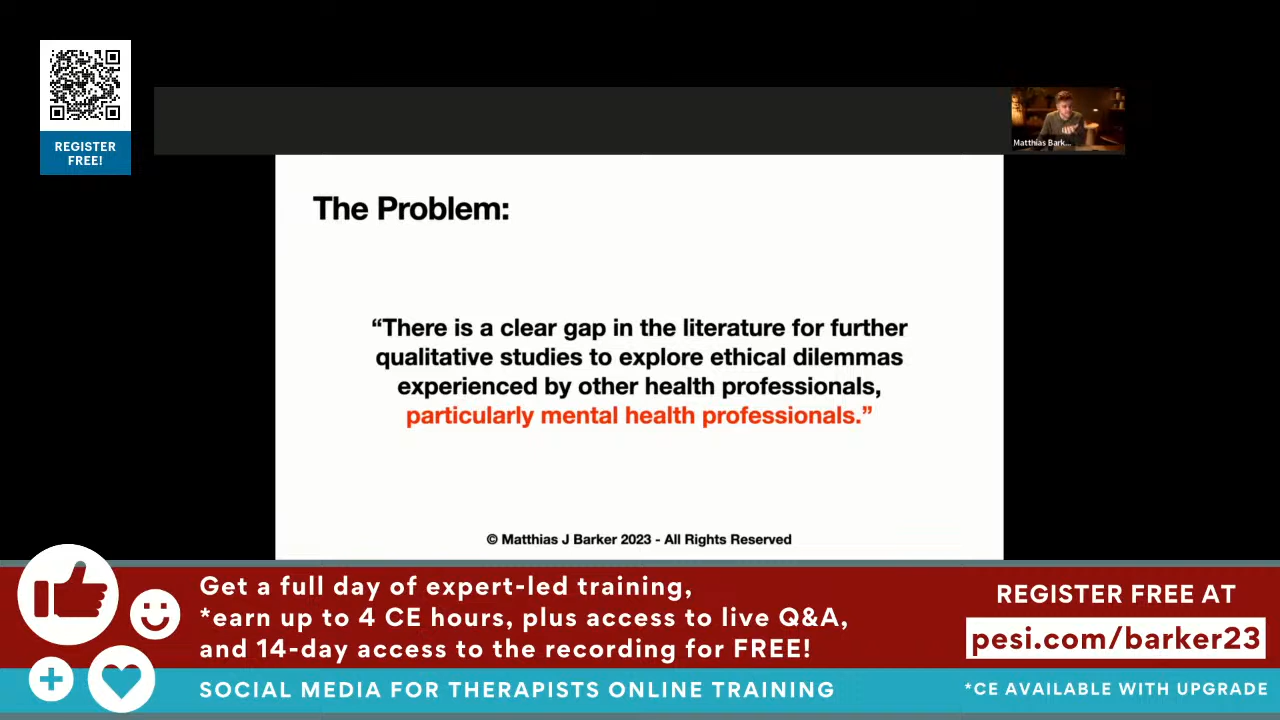 REGISTER
FREE!
Matthias Bark...
The Problem:
“There is a clear gap in the literature for further
qualitative studies to explore ethical dilemmas
experienced by other health professionals,
particularly mental health professionals.”
© Matthias J Barker 2023 - All Rights Reserved
Get a full day of expert-led training,
*earn up to 4 CE hours, plus access to live Q&A,
and 14-day access to the recording for FREE!
REGISTER FREE AT
pesi.com/barker23
SOCIAL MEDIA FOR THERAPISTS ONLINE TRAINING
*CE AVAILABLE WITH UPGRADE